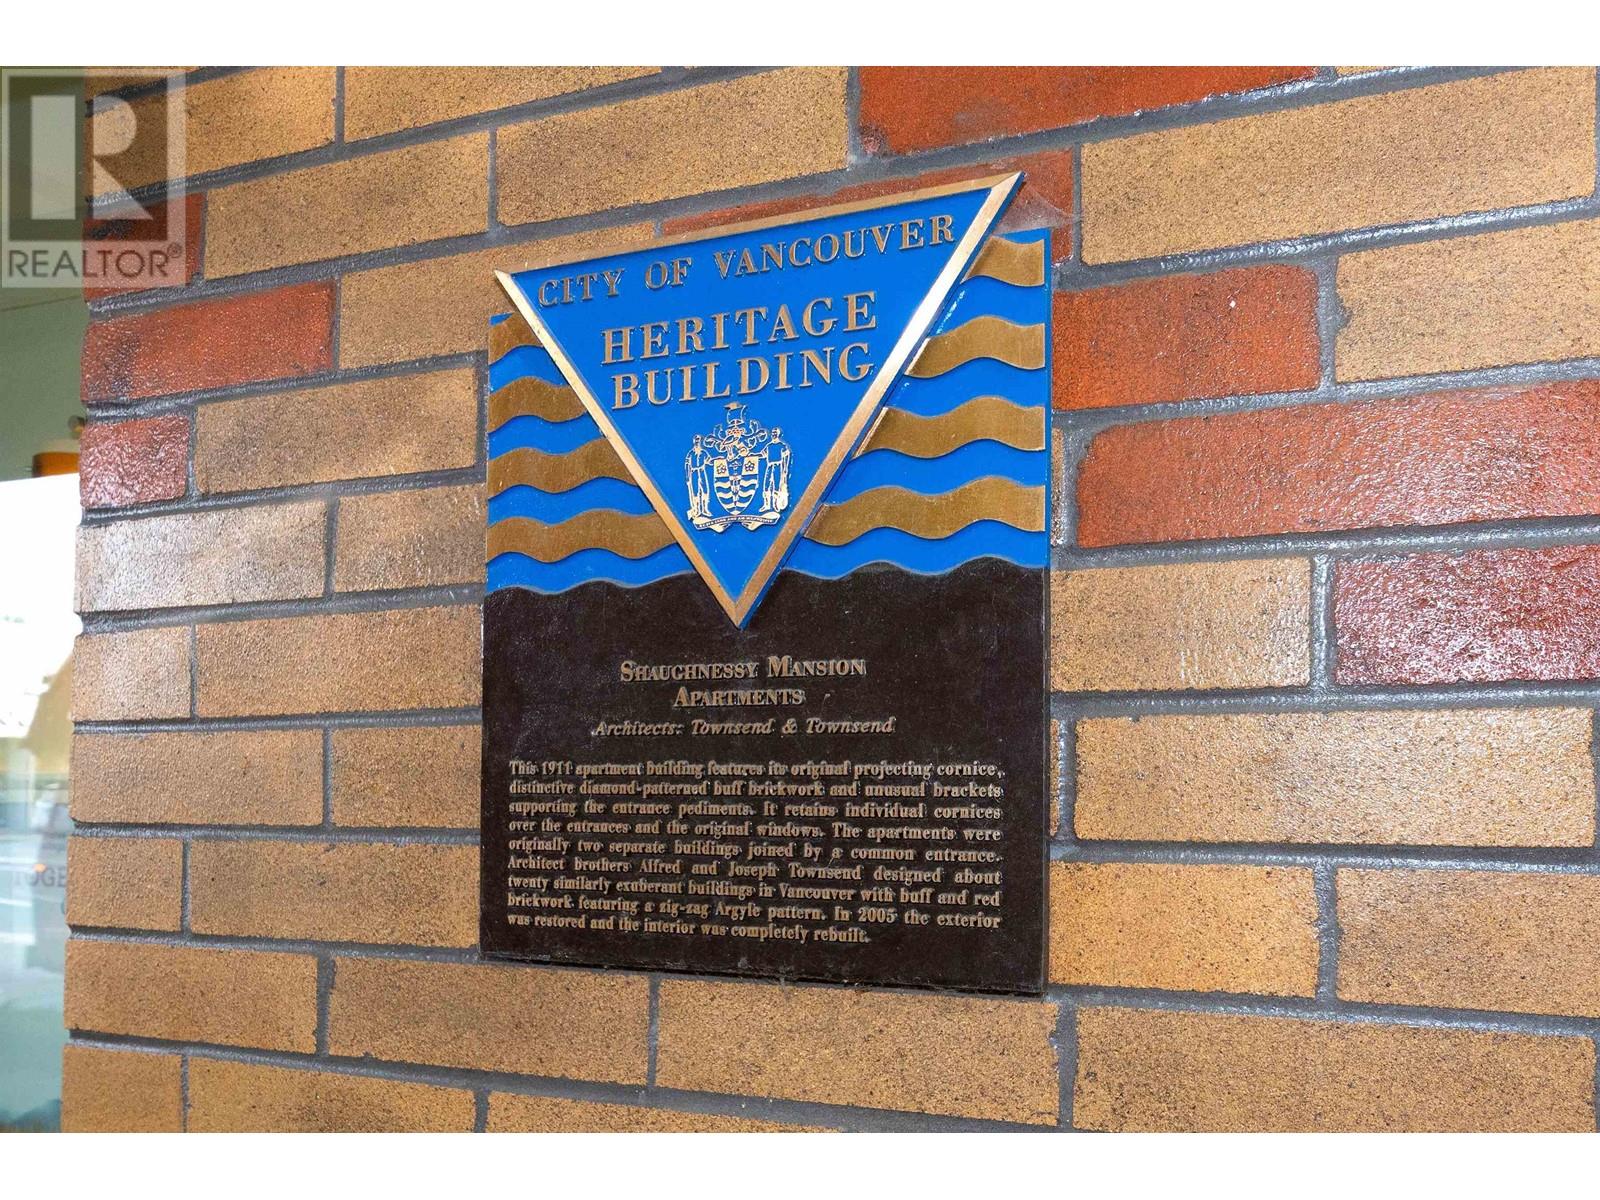 REALTOR®
CITY OF VANCOUVER
HERITAGE
BUILDING
SHAUGHNESSY MANSION
APARTMENTS
Architects: Townsend & Townsend
This 1911 apartment building features its original projecting cornice,
distinctive diamond-patterned buff brickwork and unusual brackets
supporting the entrance pediments. It retains individual cornices
over the entrances and the original windows. The apartments were
originally two separate buildings joined by a common entrance.
Architect brothers Alfred and Joseph Townsend designed about
twenty similarly exuberant buildings in Vancouver with buff and red
brickwork featuring a zig-zag Argyle pattern. In 2005 the exterior
was restored and the interior was completely rebuilt.